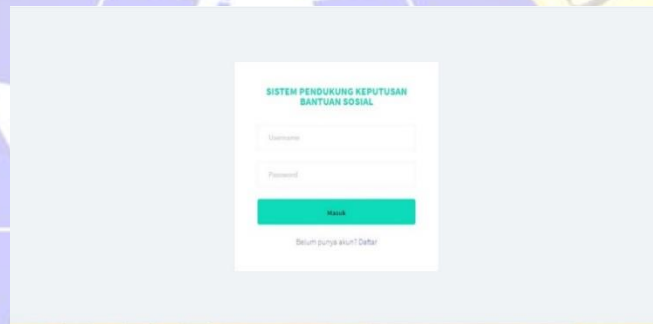 SISTEM PENDUKUNG KEPUTUSAN
BANTUAN SOSIAL
Username
Password
Masuk
Belum punya akun? Daftar